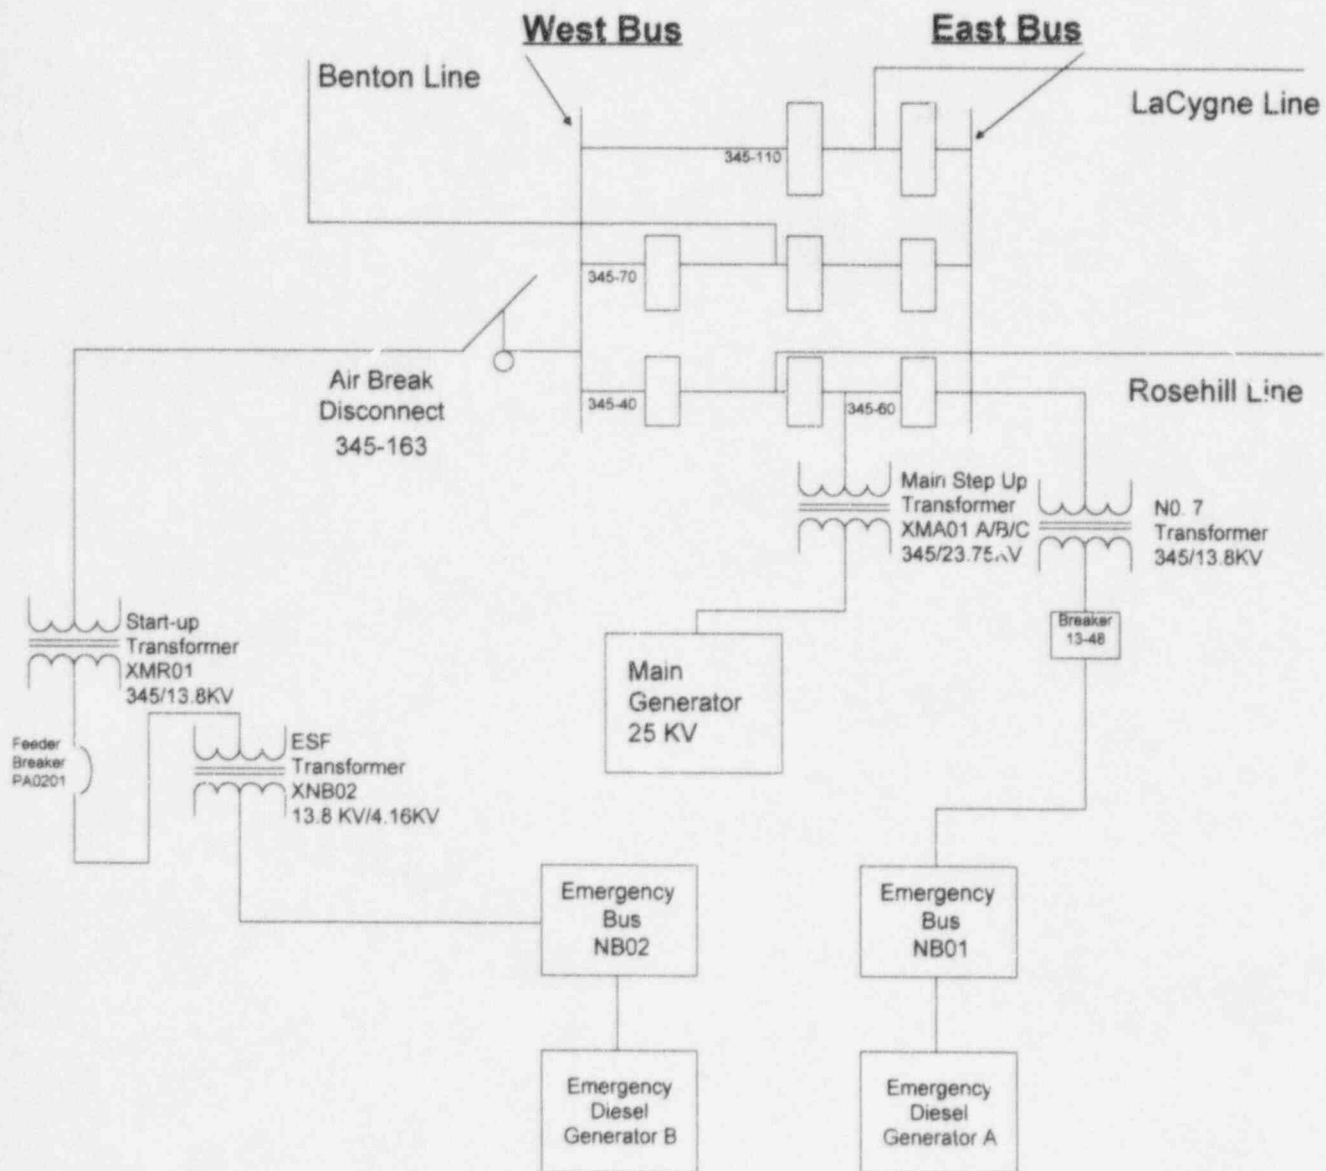 West Bus
East Bus
Benton Line
LaCygne Line
345-110
345-70
Air Break
Disconnect
345-163
345-40
345-60
Rosehill Line
Main Step Up
Transformer
XMA01 A/B/C
345/23.75KV
N0. 7
Transformer
345/13.8KV
Start-up
Transformer
XMR01
345/13.8KV
Breaker
13-48
Main
Generator
25 KV
Feeder
Breaker
PA0201
ESF
Transformer
XNB02
13.8 KV/4.16KV
Emergency
Bus
NB02
Emergency
Bus
NB01
Emergency
Diesel
Generator B
Emergency
Diesel
Generator A